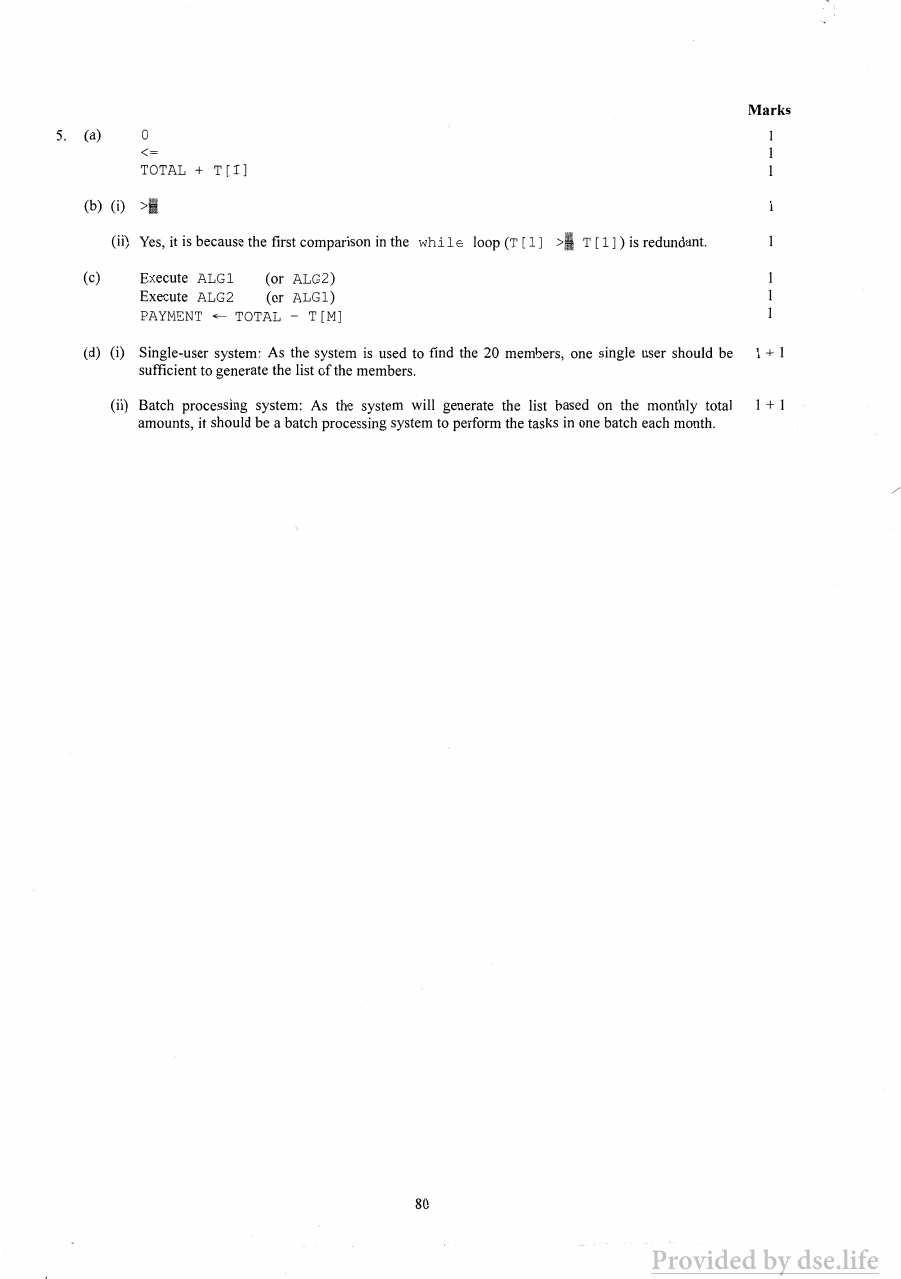 Marks
5. (a) 0 1
<= 1
TOTAL + T[I] 1
(b) (i) > 1
(ii) Yes, it is because the first comparison in the while loop (T[1] > T[1]) is redundant. 1
(c) Execute ALG1 (or ALG2) 1
Execute ALG2 (or ALG1) 1
PAYMENT ← TOTAL - T[M] 1
(d) (i) Single-user system: As the system is used to find the 20 members, one single user should be 1 + 1
sufficient to generate the list of the members.
(ii) Batch processing system: As the system will generate the list based on the monthly total 1 + 1
amounts, it should be a batch processing system to perform the tasks in one batch each month.
80
Provided by dse.life